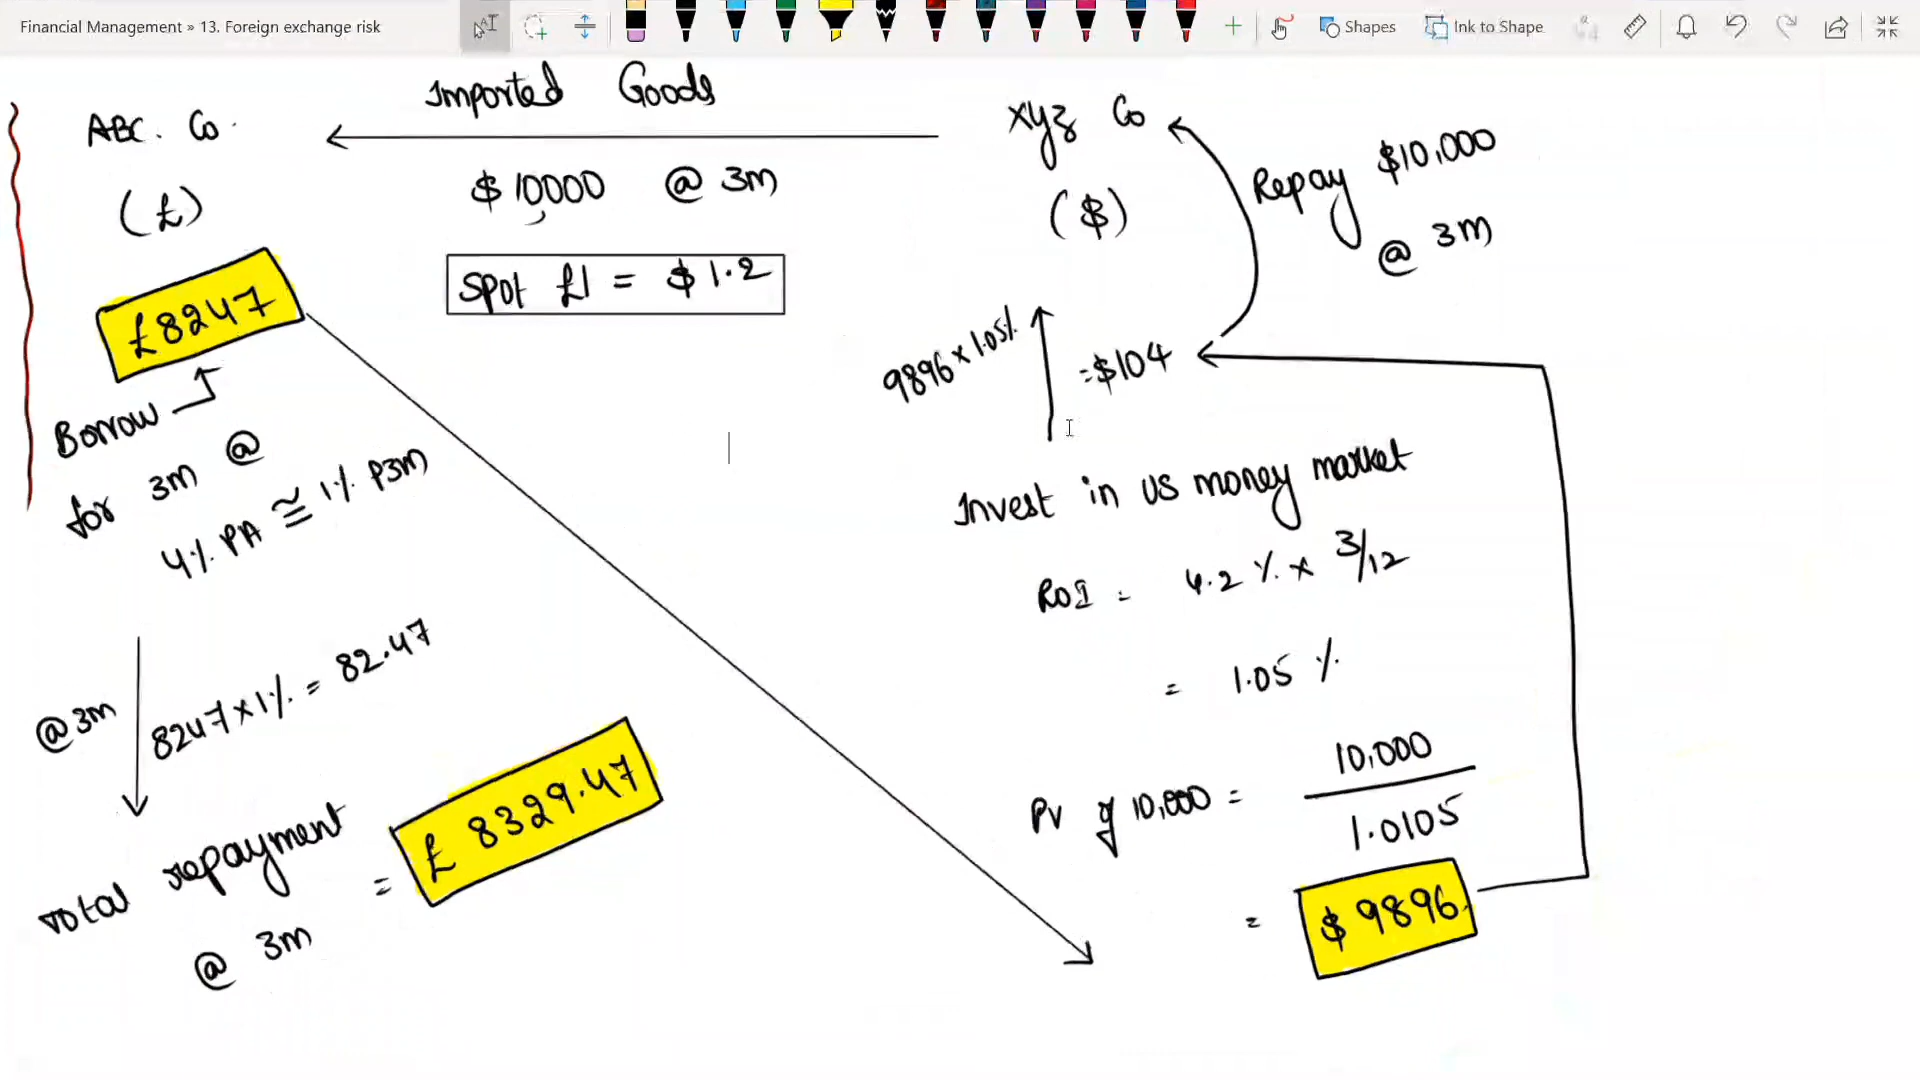 Financial Management » 13. Foreign exchange risk
Shapes
Ink to Shape
Imported Goods
ABC. Co.
(£)
$ 10,000 @ 3m
Spot £1 = $ 1.2
XYZ Co
($)
Repay $10,000
@ 3m
£8247
Borrow
for 3m @
4% PA ≅ 1% P3m
@3m
8247 x 1% = 82.47
Total repayment
@ 3m
= £ 8329.47
9896 x 1.05%
= $104
Invest in US money market
ROI = 4.2 % x 3/12
= 1.05 %
PV of 10,000 = 10,000
1.0105
= $ 9896